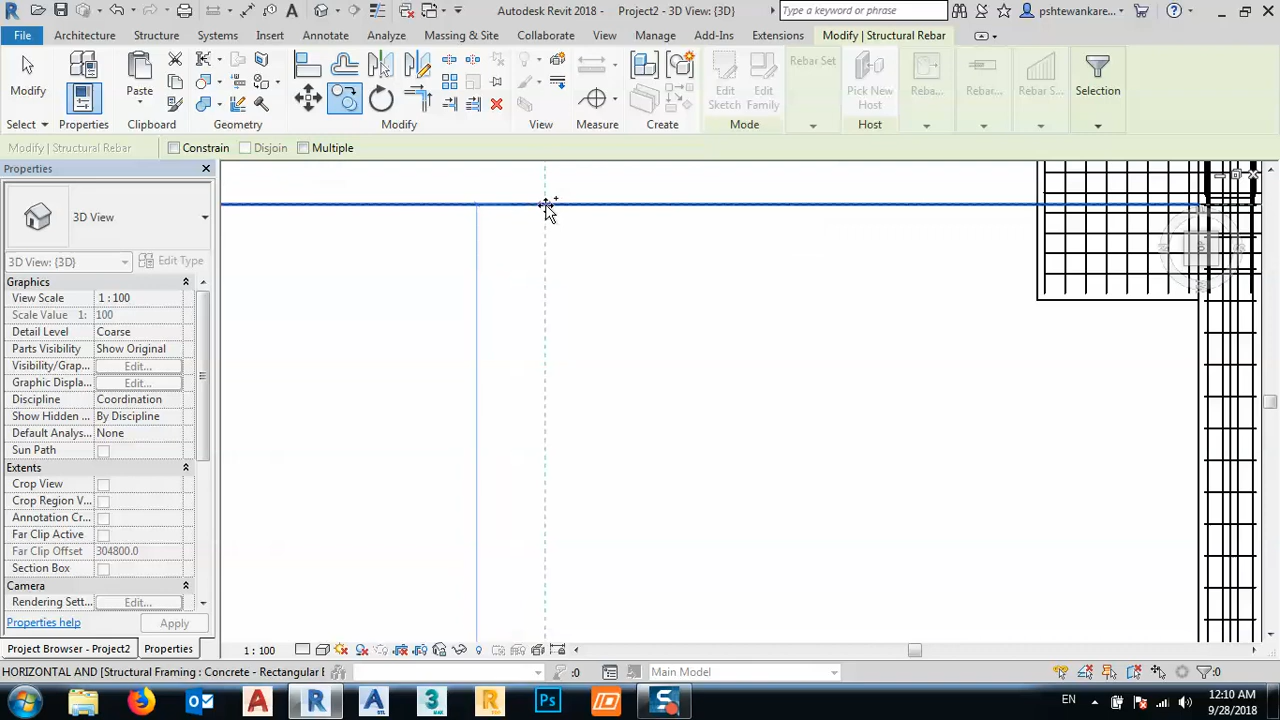 Autodesk Revit 2018 - Project2 - 3D View: {3D}
Type a keyword or phrase
pshtewankare...
File Architecture Structure Systems Insert Annotate Analyze Massing & Site Collaborate View Manage Add-Ins Extensions Modify | Structural Rebar
Modify
Paste
Edit Sketch
Edit Family
Rebar Set
Pick New Host
Reba...
Rebar...
Rebar S...
Selection
Select Properties Clipboard Geometry Modify View Measure Create Mode Host
Modify | Structural Rebar Constrain Disjoin Multiple
Properties
3D View
3D View: {3D} Edit Type
Graphics
View Scale 1 : 100
Scale Value 1: 100
Detail Level Coarse
Parts Visibility Show Original
Visibility/Grap... Edit...
Graphic Displa... Edit...
Discipline Coordination
Show Hidden ... By Discipline
Default Analys... None
Sun Path
Extents
Crop View
Crop Region V...
Annotation Cr...
Far Clip Active
Far Clip Offset 304800.0
Section Box
Camera
Rendering Sett... Edit...
Properties help Apply
Project Browser - Project2 Properties
1 : 100
HORIZONTAL AND [Structural Framing : Concrete - Rectangular B
:0 Main Model :0
EN
12:10 AM
9/28/2018